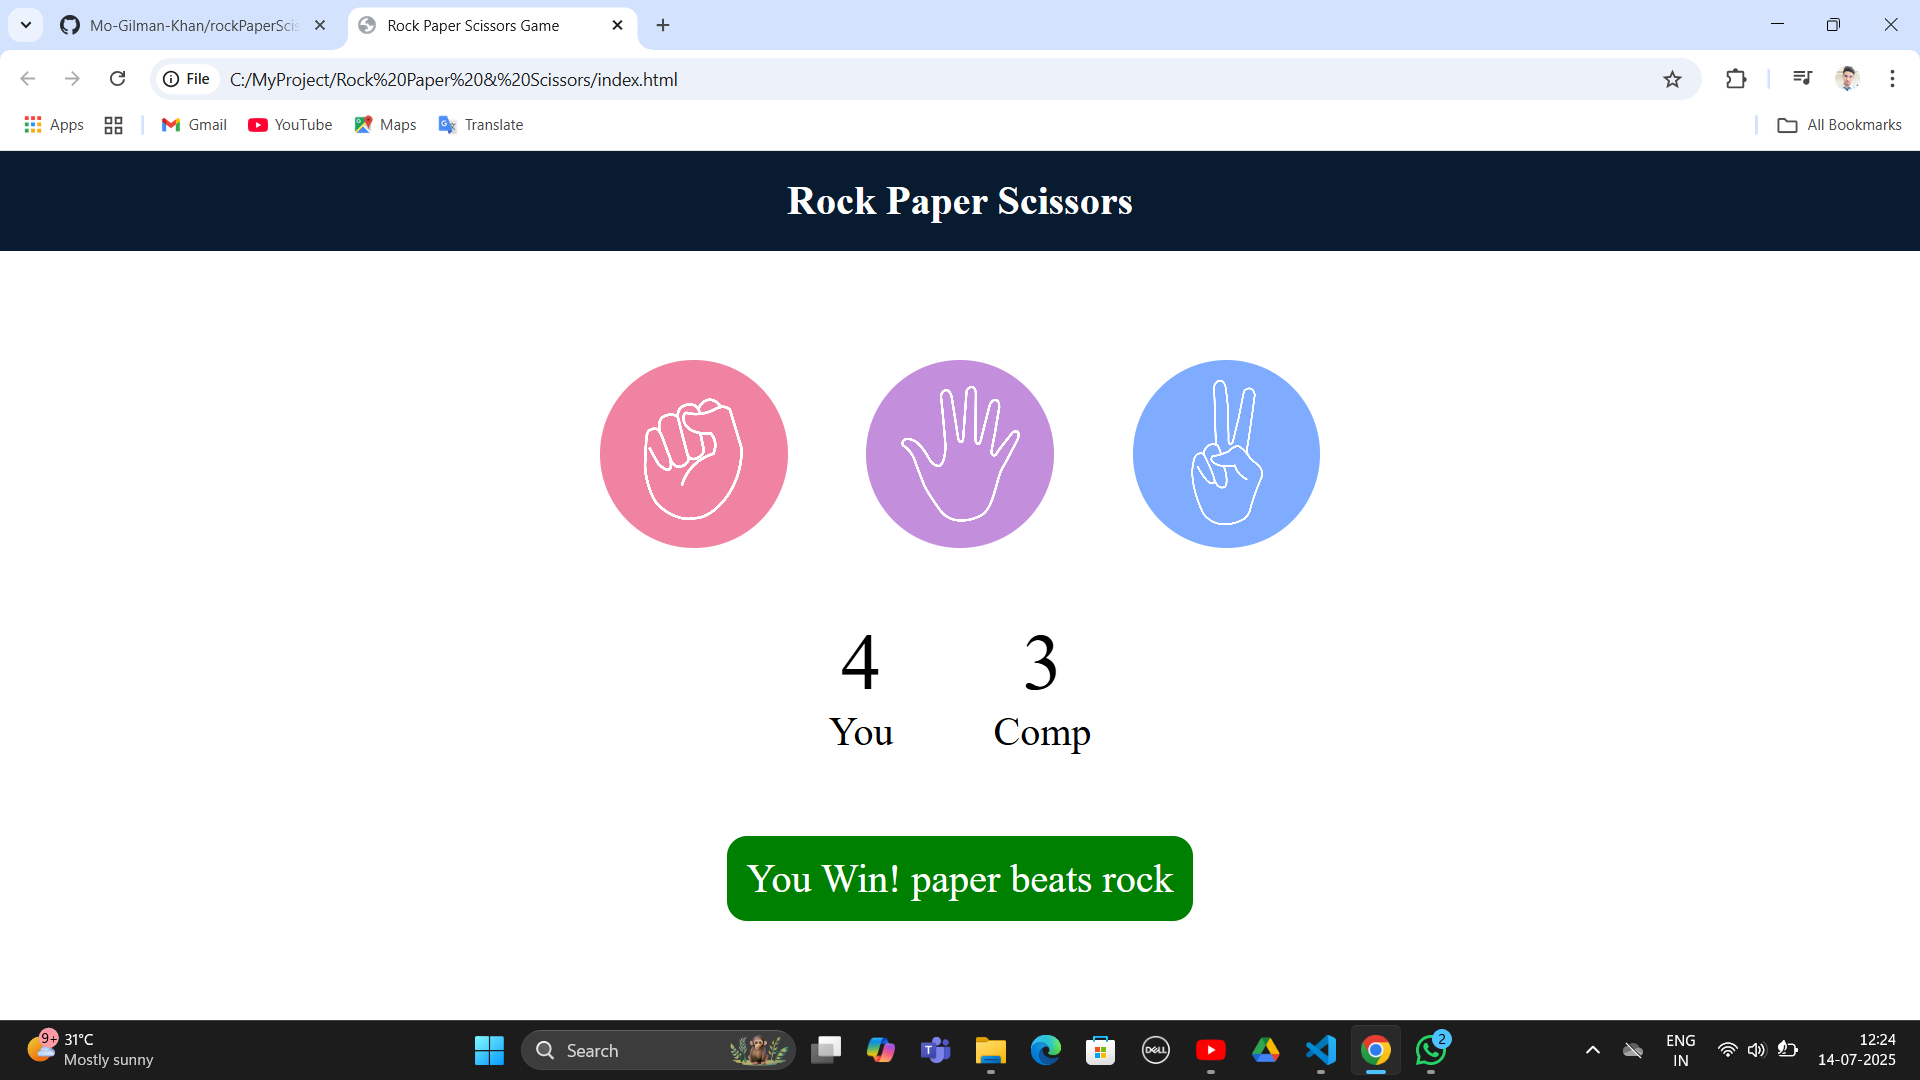 Mo-Gilman-Khan/rockPaperScis
Rock Paper Scissors Game
File
C:/MyProject/Rock%20Paper%20&%20Scissors/index.html
Apps
Gmail
YouTube
Maps
Translate
All Bookmarks
Rock Paper Scissors
4
3
You
Comp
You Win! paper beats rock
9+
31°C
Mostly sunny
Search
T
DELL
2
ENG
IN
12:24
14-07-2025